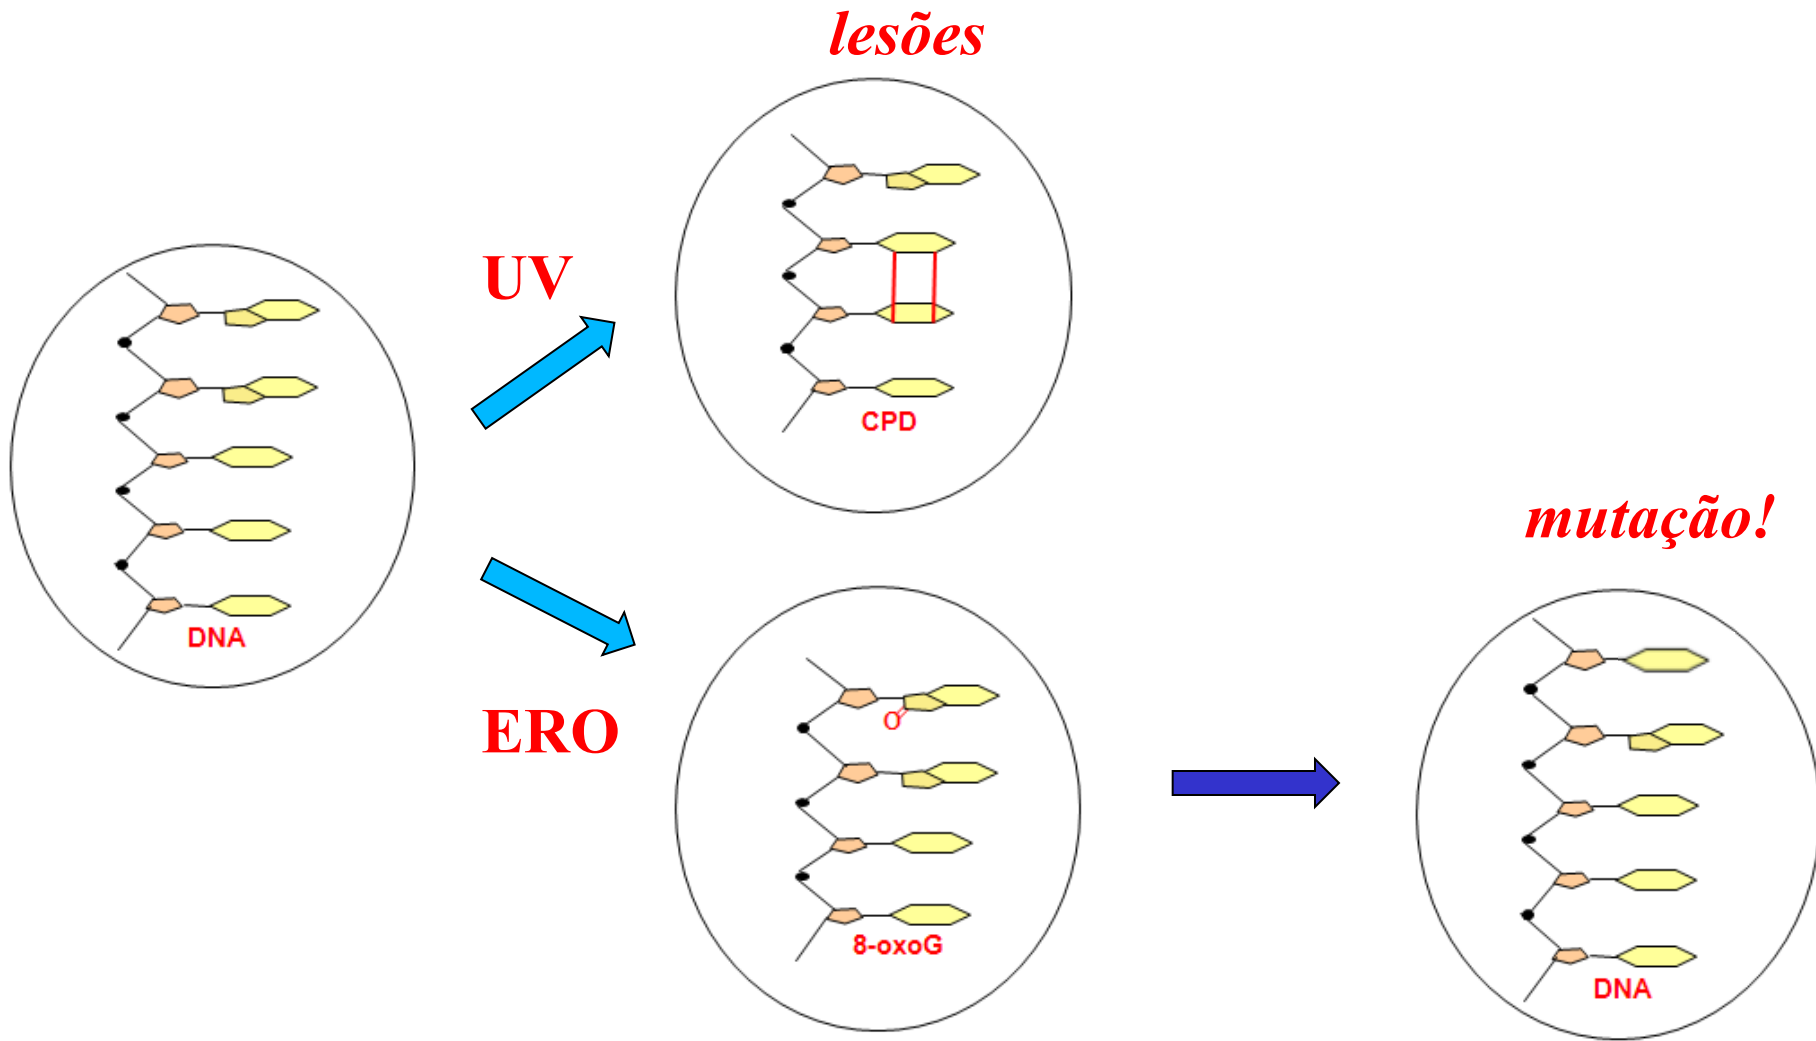 lesões
UV
CPD
DNA
mutação!
ERO
O
8-oxoG
DNA